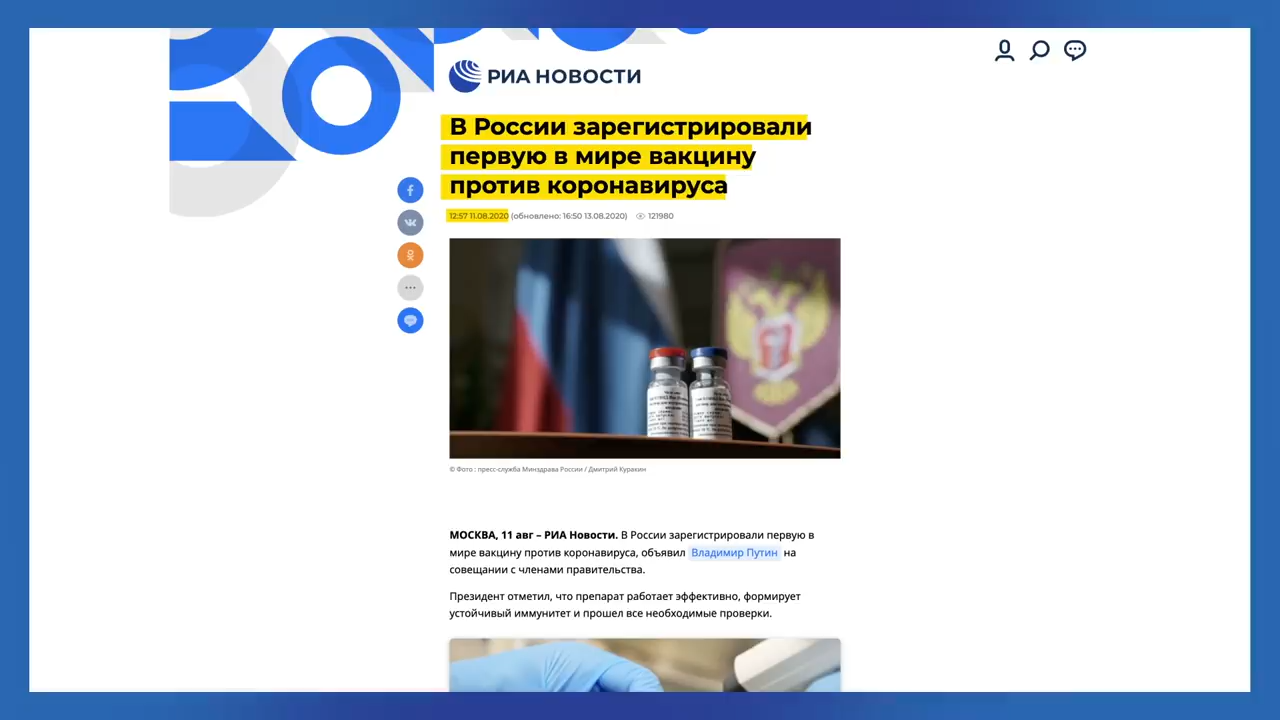 РИА НОВОСТИ
В России зарегистрировали
первую в мире вакцину
против коронавируса
12:57 11.08.2020 (обновлено: 16:50 13.08.2020) 121980
© Фото : пресс-служба Минздрава России / Дмитрий Куракин
МОСКВА, 11 авг – РИА Новости. В России зарегистрировали первую в
мире вакцину против коронавируса, объявил Владимир Путин на
совещании с членами правительства.
Президент отметил, что препарат работает эффективно, формирует
устойчивый иммунитет и прошел все необходимые проверки.